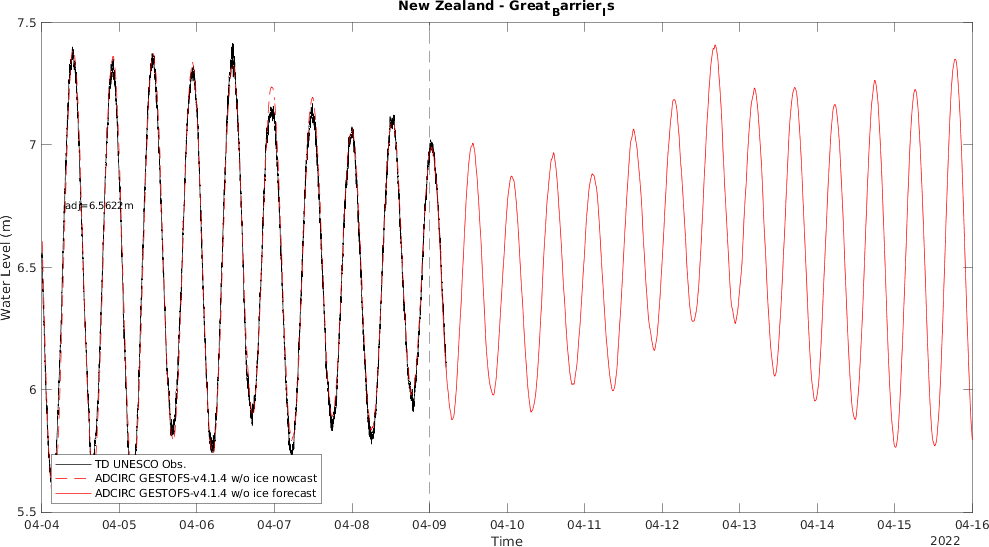 New Zealand - Great_Barrier_Is
7.5
7
6.5
6
5.5
Water Level (m)
adj=6.5622m
TD UNESCO Obs.
ADCIRC GESTOFS-v4.1.4 w/o ice nowcast
ADCIRC GESTOFS-v4.1.4 w/o ice forecast
04-04 04-05 04-06 04-07 04-08 04-09 04-10 04-11 04-12 04-13 04-14 04-15 04-16
Time
2022